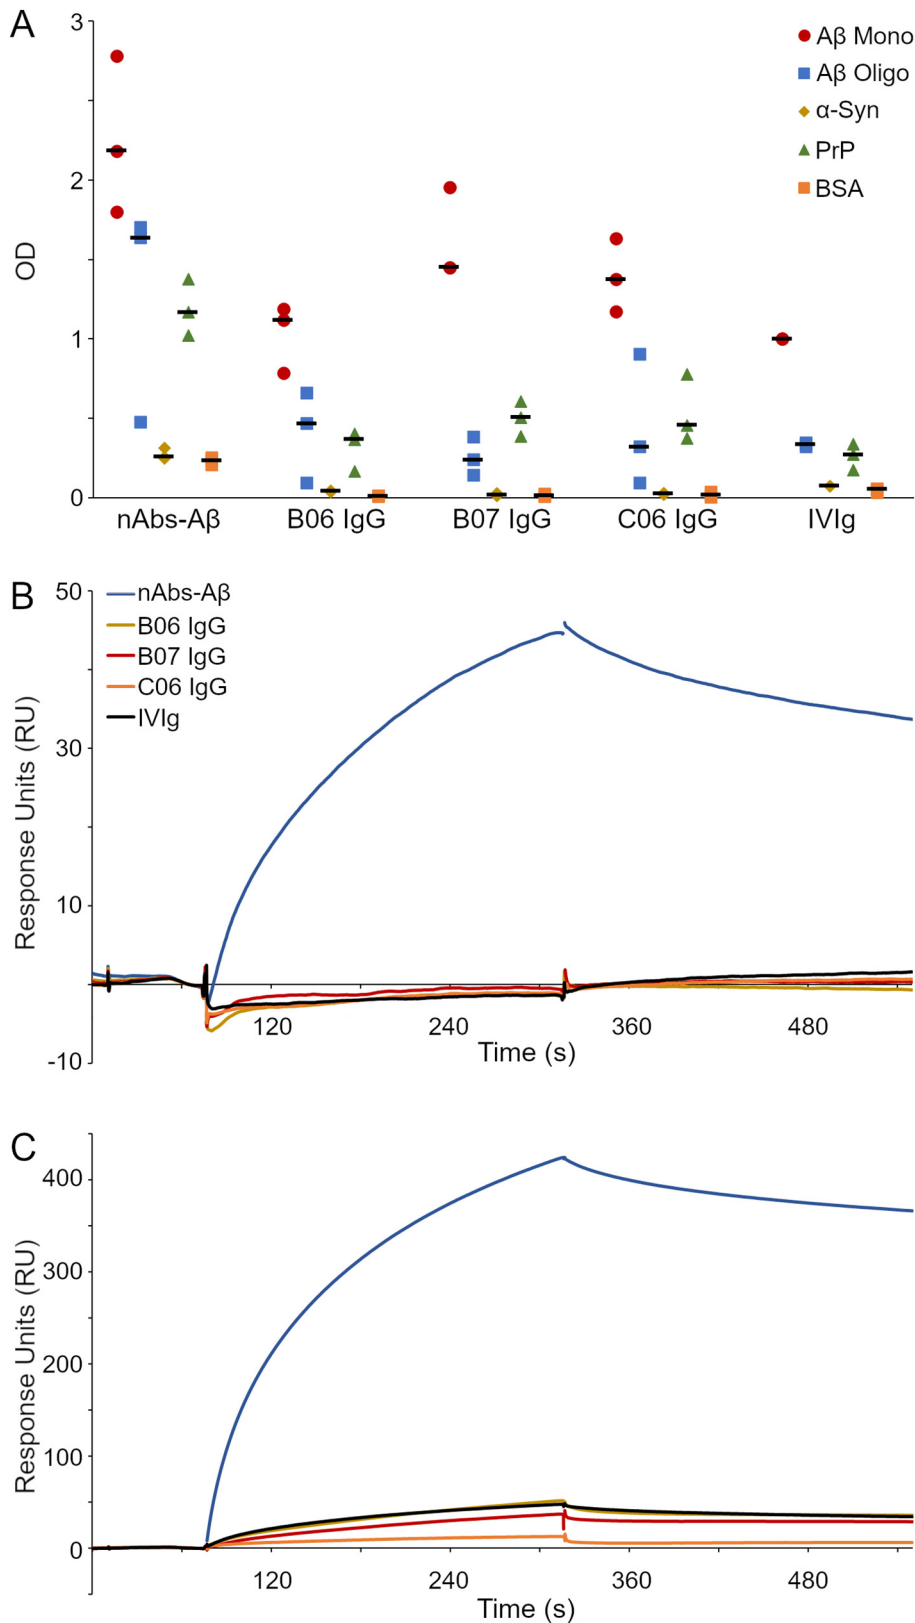 A
3
2
1
0
OD
Aβ Mono
Aβ Oligo
α-Syn
PrP
BSA
nAbs-Aβ B06 IgG B07 IgG C06 IgG IVIg
B
50
30
10
-10
Response Units (RU)
nAbs-Aβ
B06 IgG
B07 IgG
C06 IgG
IVIg
120 240 360 480
Time (s)
C
400
300
200
100
0
Response Units (RU)
120 240 360 480
Time (s)